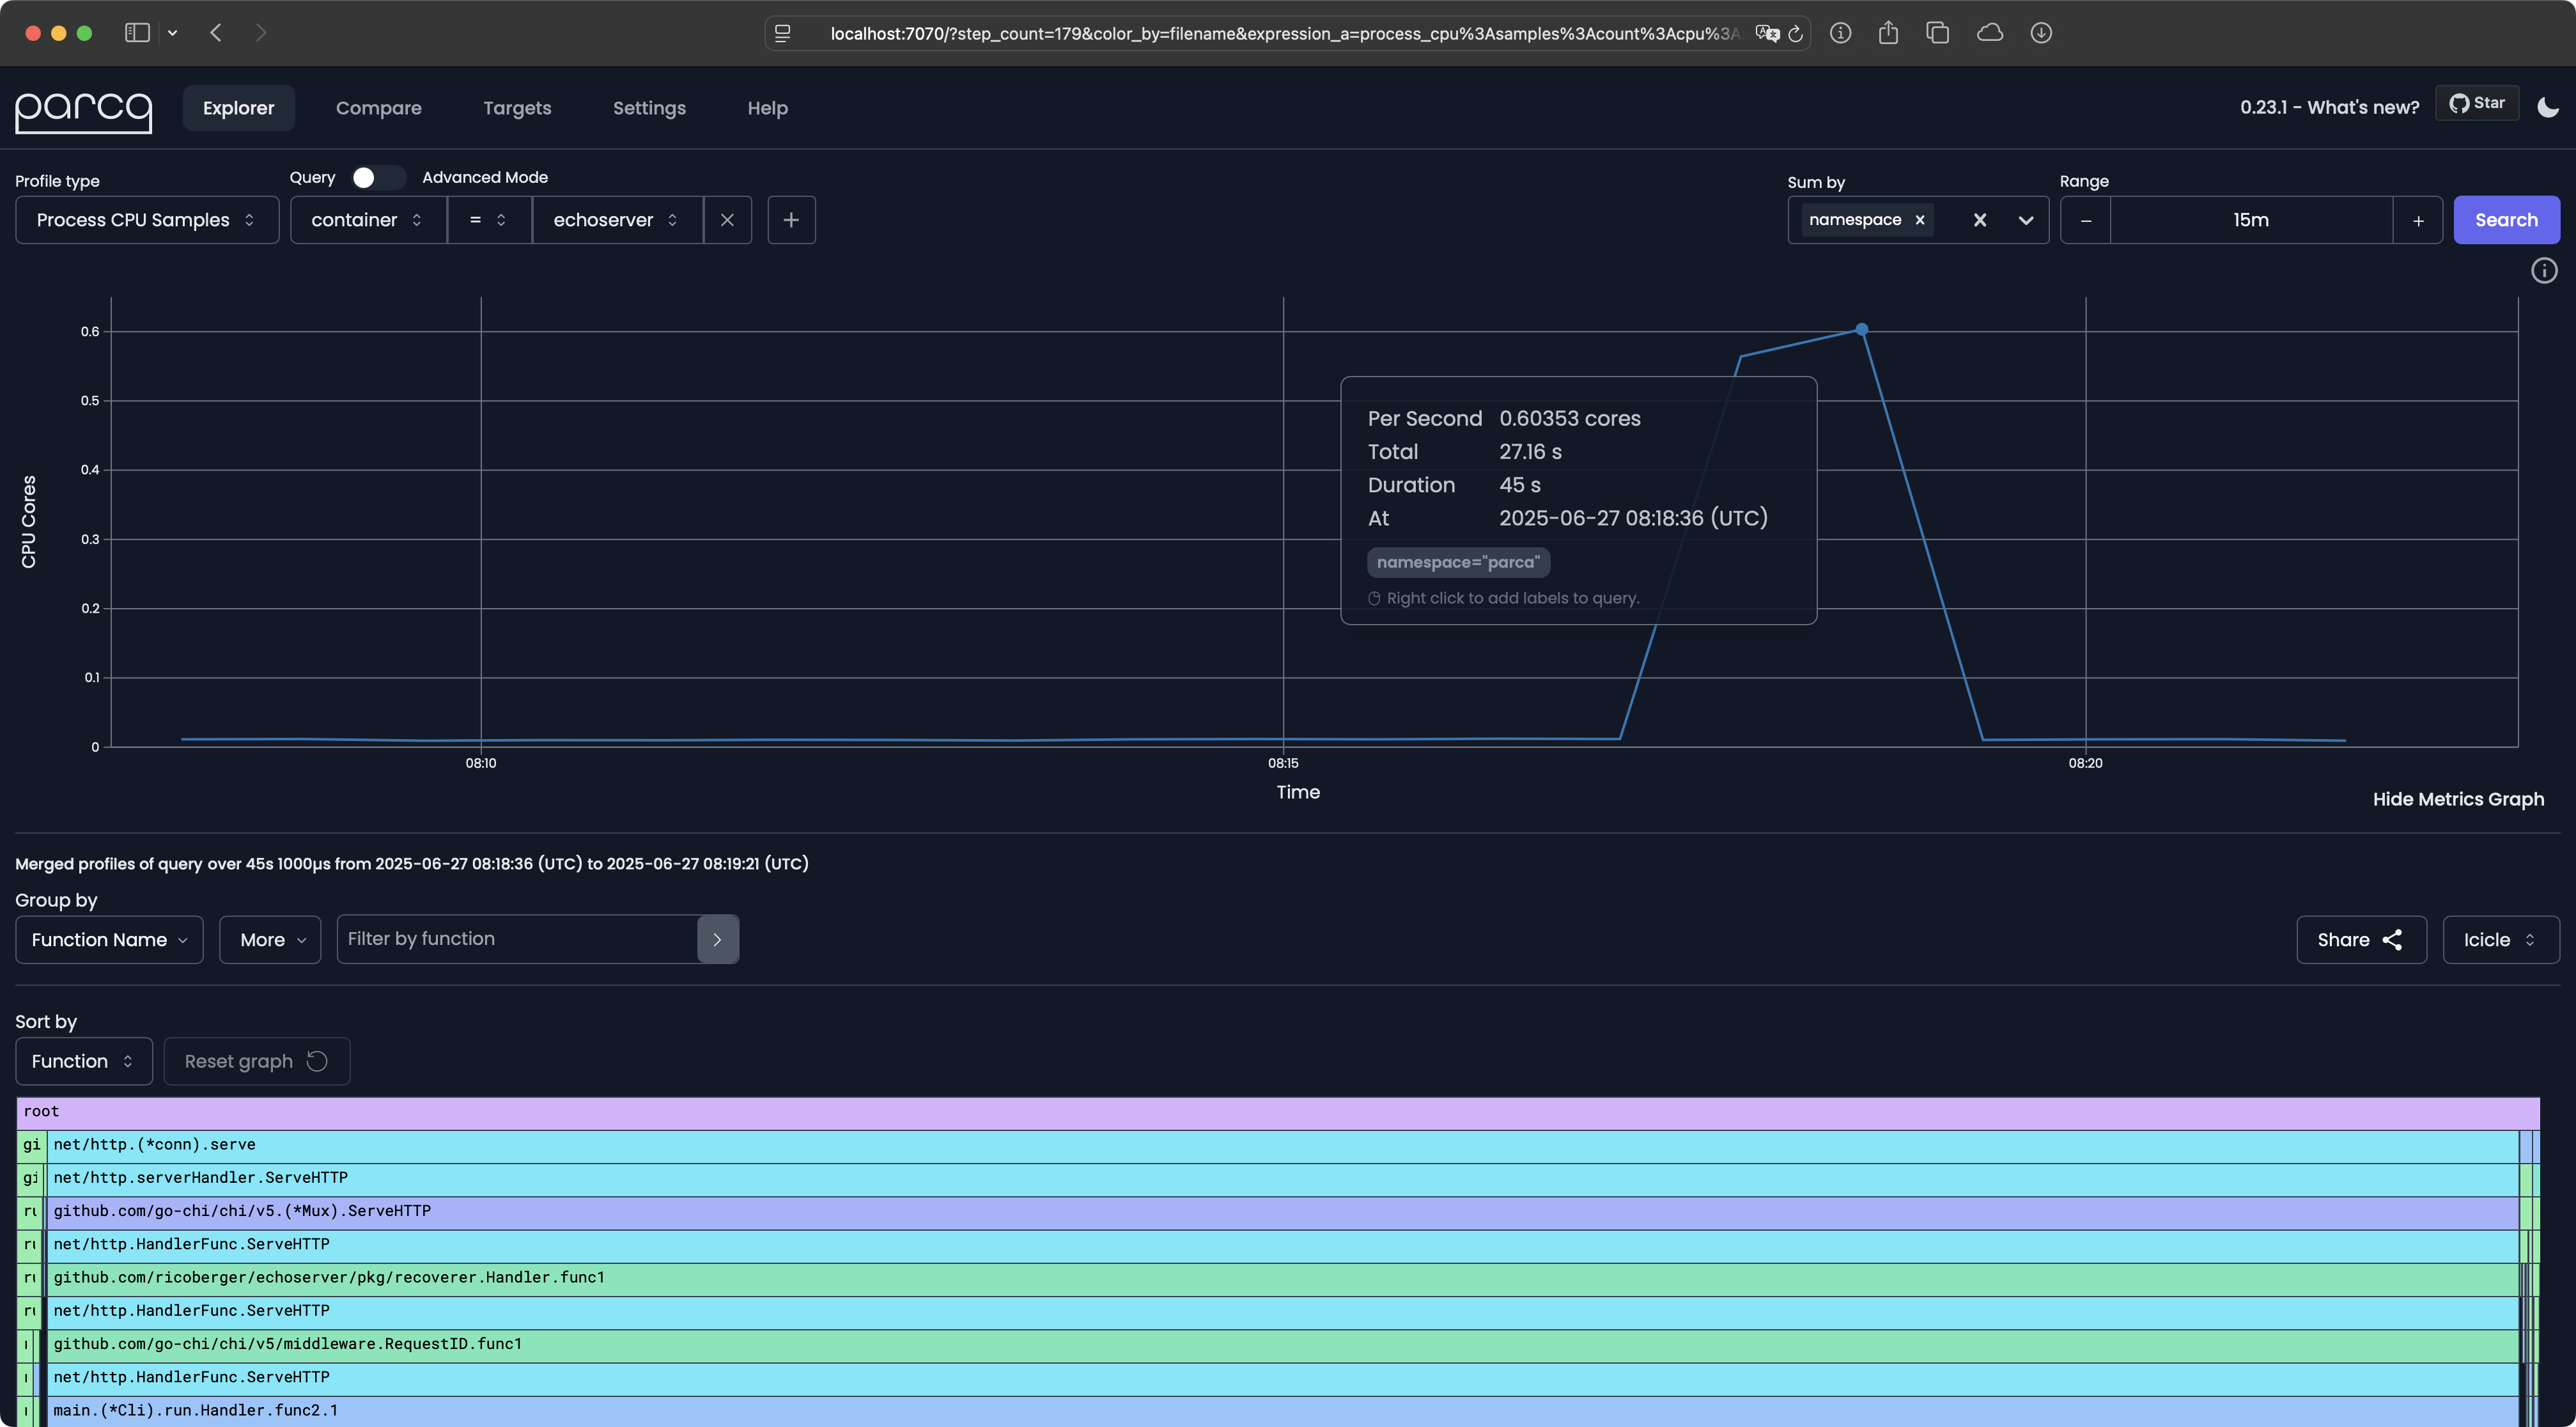 localhost:7070/?step_count=179&color_by=filename&expression_a=process_cpu%3Asamples%3Acount%3Acpu%3A
parca
Explorer
Compare
Targets
Settings
Help
0.23.1 - What's new?
Star
Profile type
Query
Advanced Mode
Sum by
Range
Process CPU Samples
container
=
echoserver
+
namespace ×
−
15m
+
Search
0.6
0.5
0.4
0.3
0.2
0.1
0
CPU Cores
Per Second 0.60353 cores
Total 27.16 s
Duration 45 s
At 2025-06-27 08:18:36 (UTC)
namespace="parca"
Right click to add labels to query.
08:10
08:15
08:20
Time
Hide Metrics Graph
Merged profiles of query over 45s 1000µs from 2025-06-27 08:18:36 (UTC) to 2025-06-27 08:19:21 (UTC)
Group by
Function Name
More
Filter by function
Share
Icicle
Sort by
Function
Reset graph
root
gi net/http.(*conn).serve
gi net/http.serverHandler.ServeHTTP
ru github.com/go-chi/chi/v5.(*Mux).ServeHTTP
ru net/http.HandlerFunc.ServeHTTP
ru github.com/ricoberger/echoserver/pkg/recoverer.Handler.func1
ru net/http.HandlerFunc.ServeHTTP
github.com/go-chi/chi/v5/middleware.RequestID.func1
net/http.HandlerFunc.ServeHTTP
main.(*Cli).run.Handler.func2.1